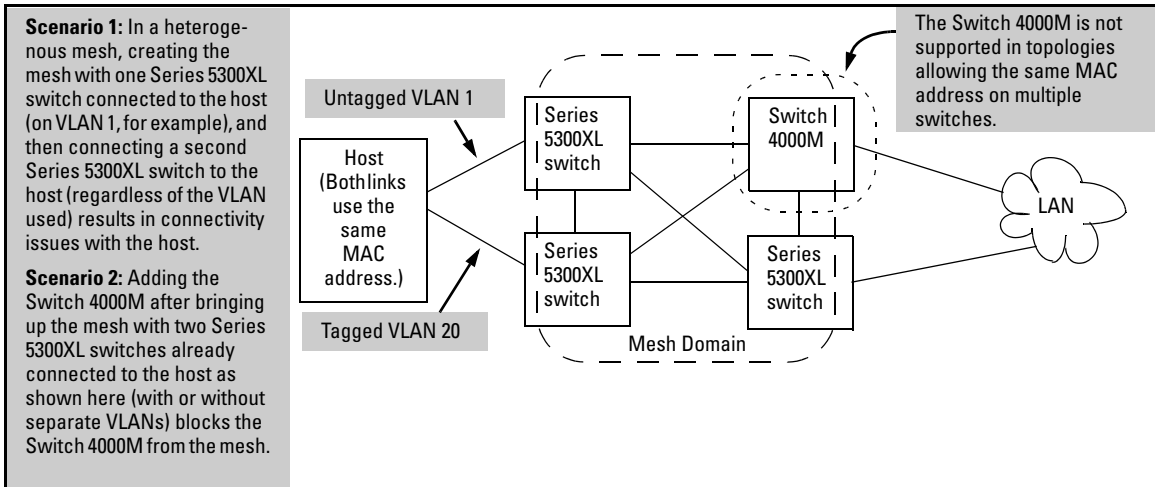 Scenario 1: In a heteroge-
nous mesh, creating the
mesh with one Series 5300XL
switch connected to the host
(on VLAN 1, for example), and
then connecting a second
Series 5300XL switch to the
host (regardless of the VLAN
used) results in connectivity
issues with the host.
Scenario 2: Adding the
Switch 4000M after bringing
up the mesh with two Series
5300XL switches already
connected to the host as
shown here (with or without
separate VLANs) blocks the
Switch 4000M from the mesh.
Untagged VLAN 1
Host
(Both links
use the
same
MAC
address.)
Tagged VLAN 20
Series
5300XL
switch
Series
5300XL
switch
Switch
4000M
Series
5300XL
switch
Mesh Domain
The Switch 4000M is not
supported in topologies
allowing the same MAC
address on multiple
switches.
LAN